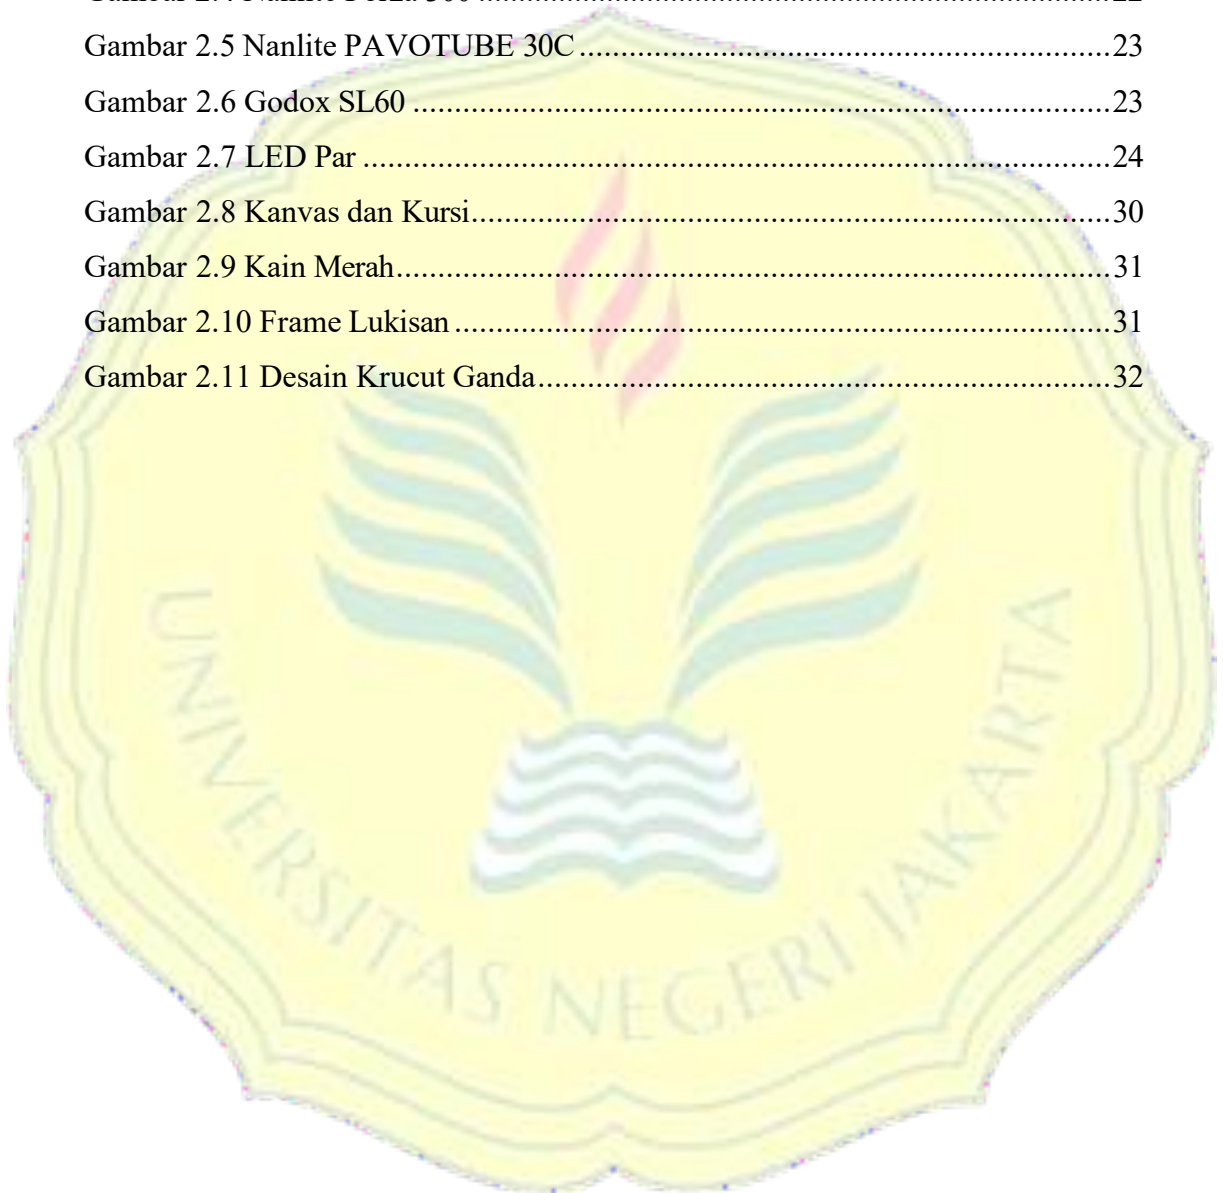 Gambar 2.5 Nanlite PAVOTUBE 30C ........................................................................ 23
Gambar 2.6 Godox SL60 ........................................................................................ 23
Gambar 2.7 LED Par .............................................................................................. 24
Gambar 2.8 Kanvas dan Kursi ................................................................................ 30
Gambar 2.9 Kain Merah ......................................................................................... 31
Gambar 2.10 Frame Lukisan .................................................................................. 31
Gambar 2.11 Desain Krucut Ganda ........................................................................ 32
UNIVERSITAS NEGERI JAKARTA